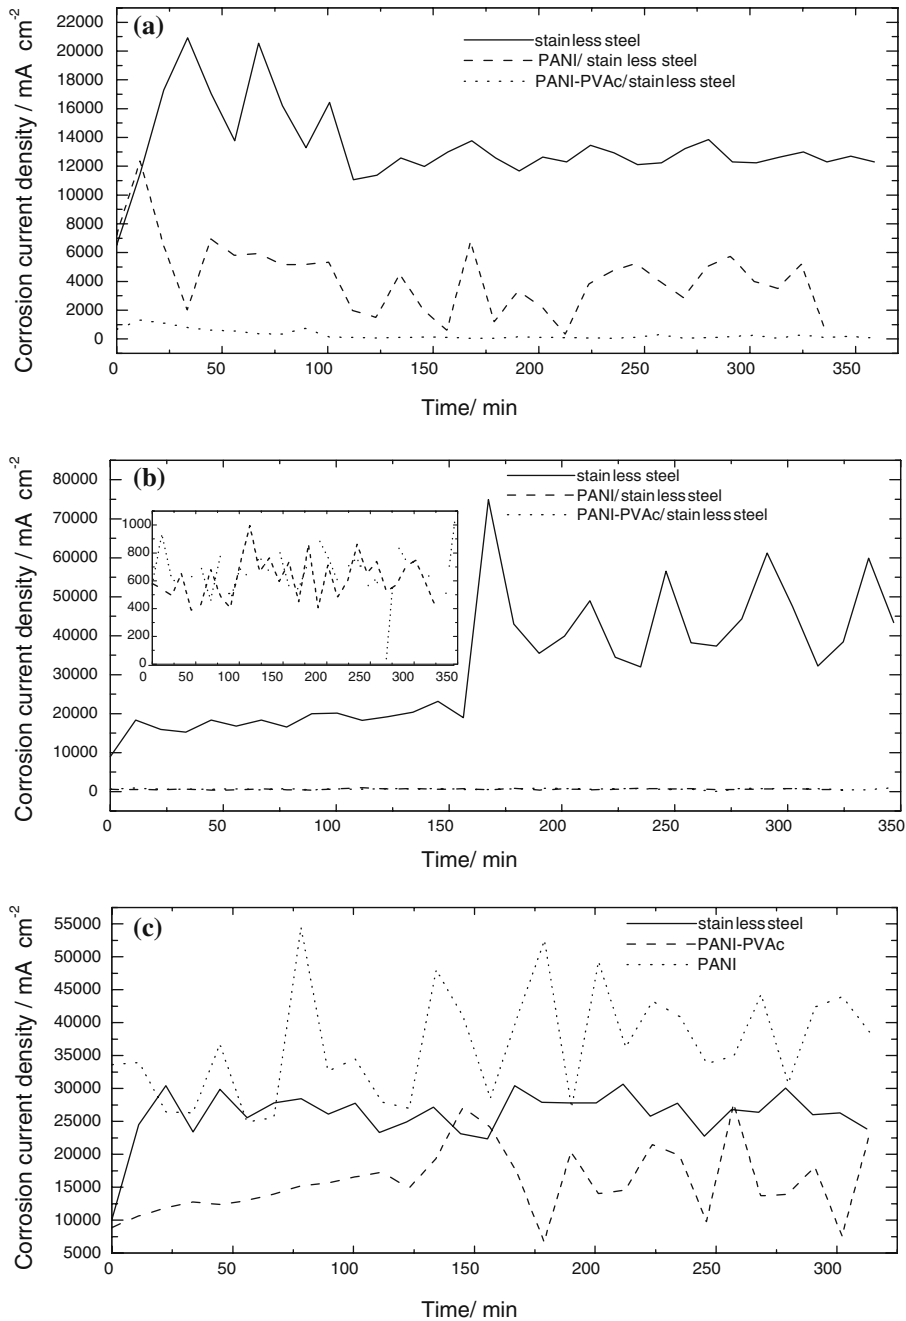 (a)
stainless steel
PANI/ stain less steel
PANI-PVAc/stainless steel
Corrosion current density / mA cm-2
22000
20000
18000
16000
14000
12000
10000
8000
6000
4000
2000
0
0 50 100 150 200 250 300 350
Time/ min
(b)
stainless steel
PANI/stainless steel
PANI-PVAc/stainless steel
Corrosion current density / mA cm-2
80000
70000
60000
50000
40000
30000
20000
10000
0
1000
800
600
400
200
0
0 50 100 150 200 250 300 350
0 50 100 150 200 250 300 350
Time/ min
(c)
stainless steel
PANI-PVAc
PANI
Corrosion current density / mA cm-2
55000
50000
45000
40000
35000
30000
25000
20000
15000
10000
5000
0 50 100 150 200 250 300
Time/ min